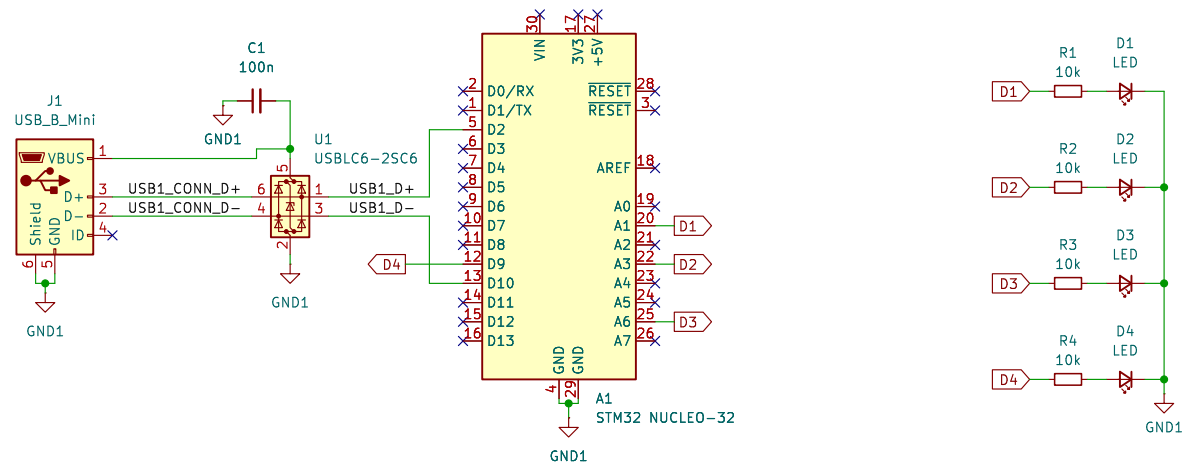 J1
USB_B_Mini
VBUS
1
D+
3
D-
2
ID
4
Shield
GND
6
5
GND1
C1
100n
GND1
U1
USBLC6-2SC6
5
USB1_CONN_D+
6
1
USB1_D+
USB1_CONN_D-
4
3
USB1_D-
2
GND1
30
17
27
VIN
3V3
+5V
2
D0/RX
RESET
28
1
D1/TX
RESET
3
5
D2
6
D3
7
D4
AREF
18
8
D5
9
D6
A0
19
10
D7
A1
20
D1
11
D8
A2
21
D4
12
D9
A3
22
D2
13
D10
A4
23
14
D11
A5
24
15
D12
A6
25
D3
16
D13
A7
26
GND
GND
4
29
A1
STM32 NUCLEO-32
GND1
D1
R1
10k
D1
LED
D2
R2
10k
D2
LED
D3
R3
10k
D3
LED
D4
R4
10k
D4
LED
GND1